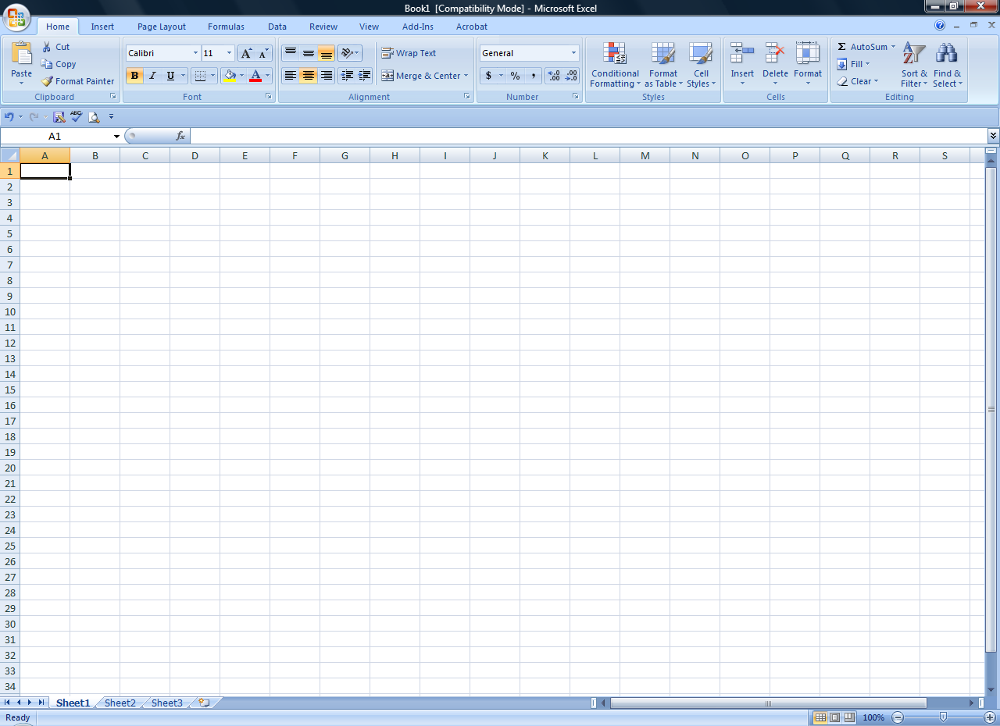 Book1 [Compatibility Mode] - Microsoft Excel
Home Insert Page Layout Formulas Data Review View Add-Ins Acrobat
Paste
Cut
Copy
Format Painter
Clipboard
Calibri 11
B I U A
Font
Wrap Text
Merge & Center
Alignment
General
$ % , .00 .00
Number
Conditional Formatting
Format as Table
Cell Styles
Styles
Insert Delete Format
Cells
Σ AutoSum
Fill
Clear
Sort & Filter
Find & Select
Editing
A1 fx
A B C D E F G H I J K L M N O P Q R S
1
2
3
4
5
6
7
8
9
10
11
12
13
14
15
16
17
18
19
20
21
22
23
24
25
26
27
28
29
30
31
32
33
34
Sheet1 Sheet2 Sheet3
Ready 100%